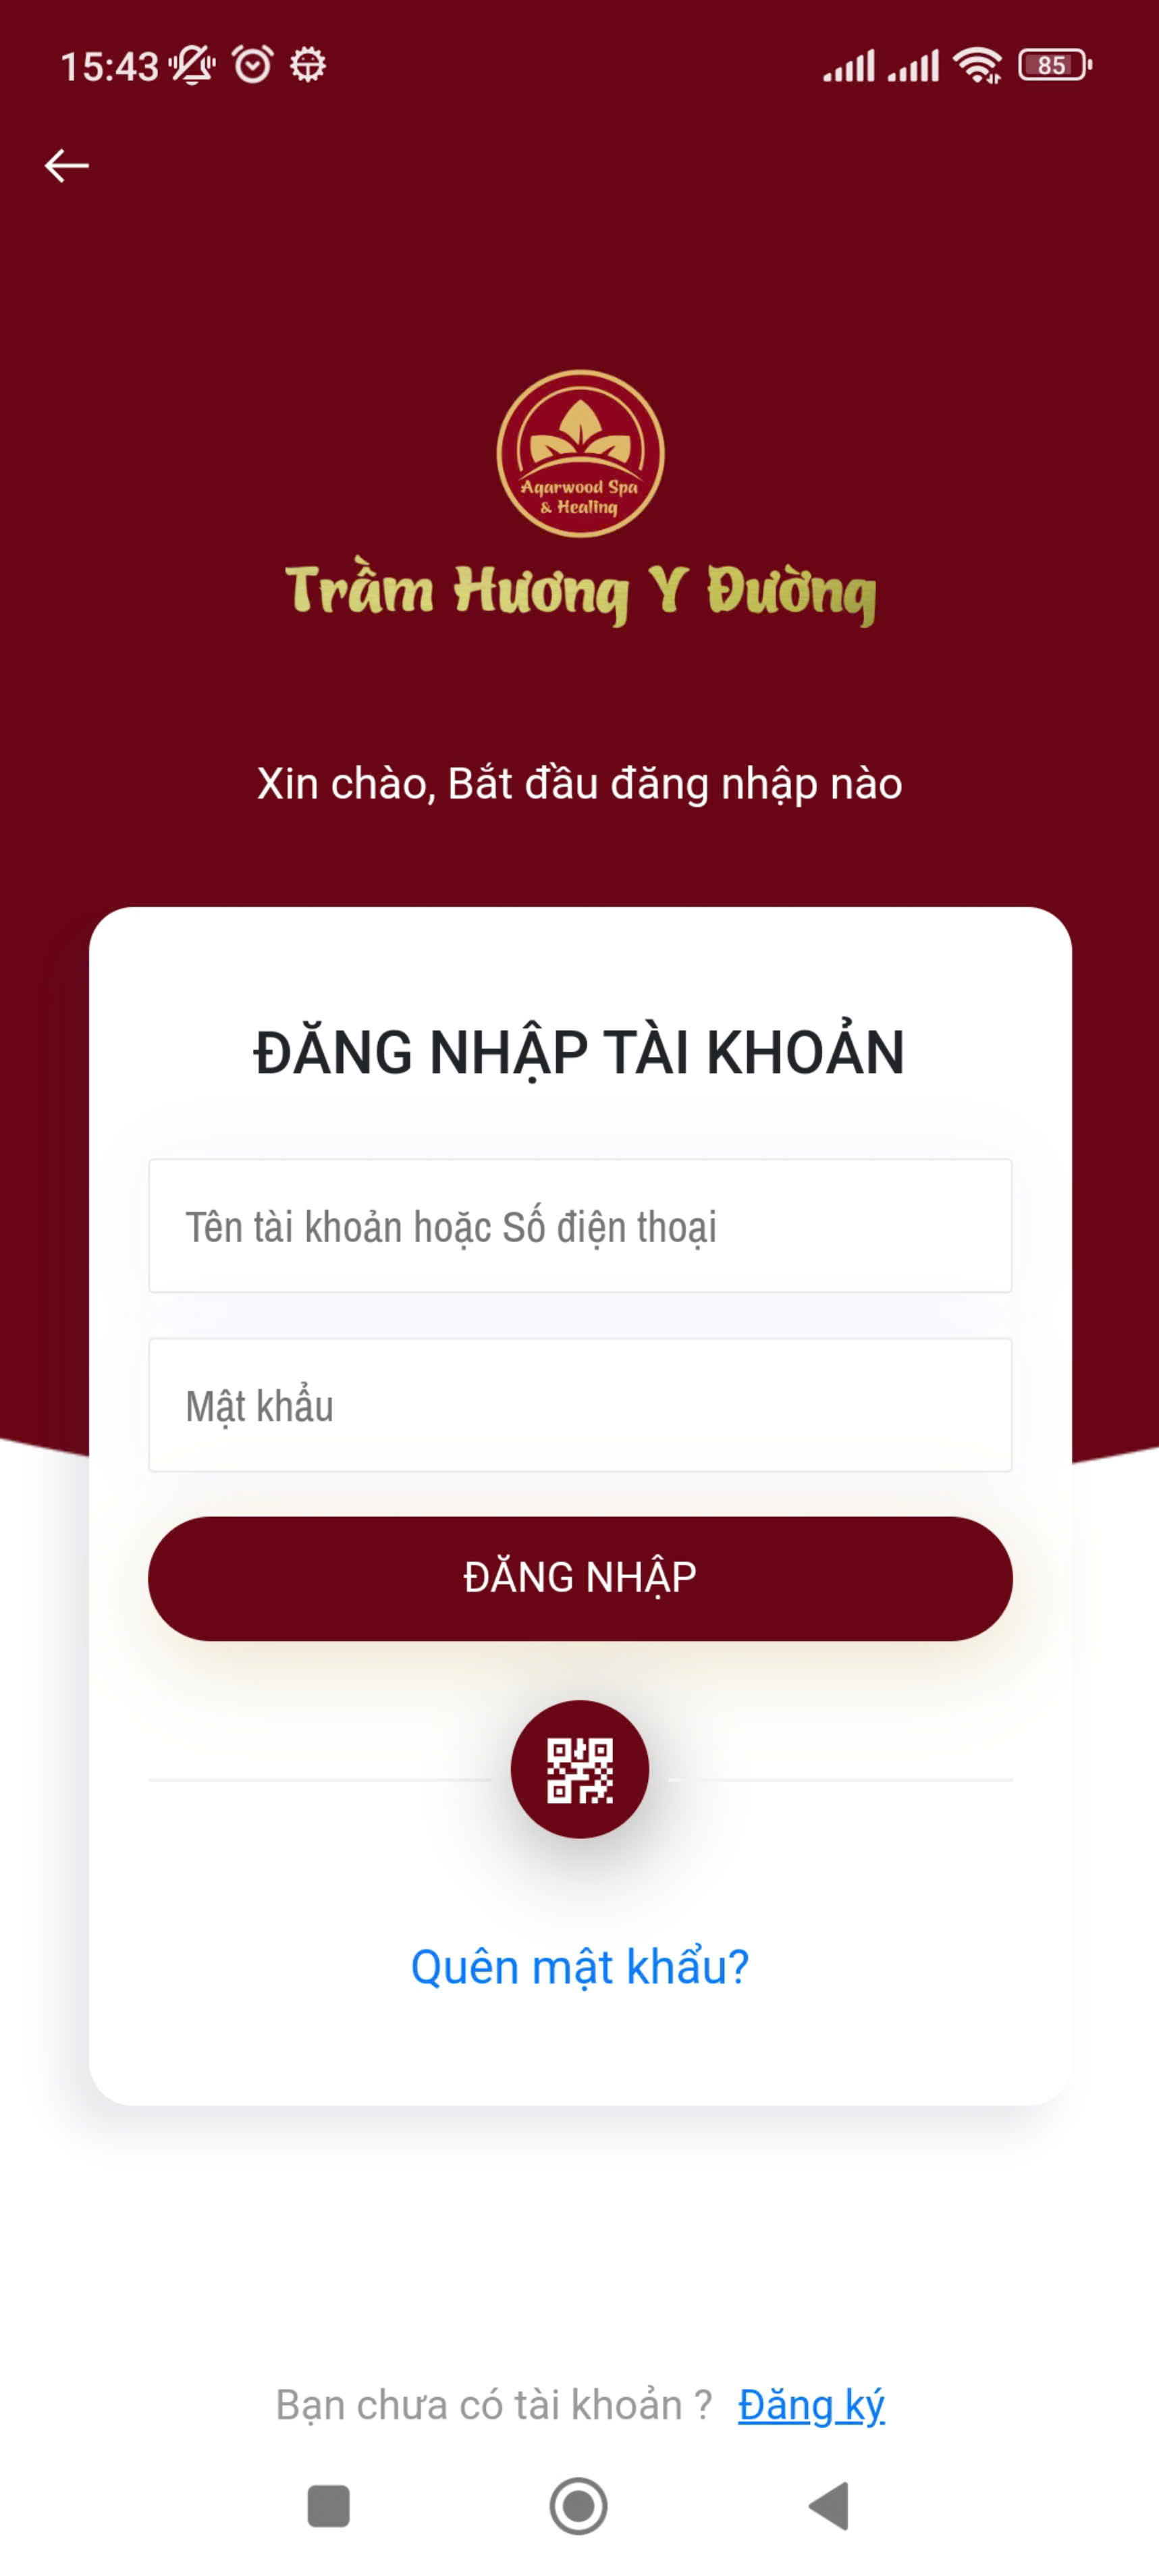 15:43
85
Agarwood Spa
& Healing
Trầm Hương Y Đường
Xin chào, Bắt đầu đăng nhập nào
ĐĂNG NHẬP TÀI KHOẢN
Tên tài khoản hoặc Số điện thoại
Mật khẩu
ĐĂNG NHẬP
Quên mật khẩu?
Bạn chưa có tài khoản ? Đăng ký